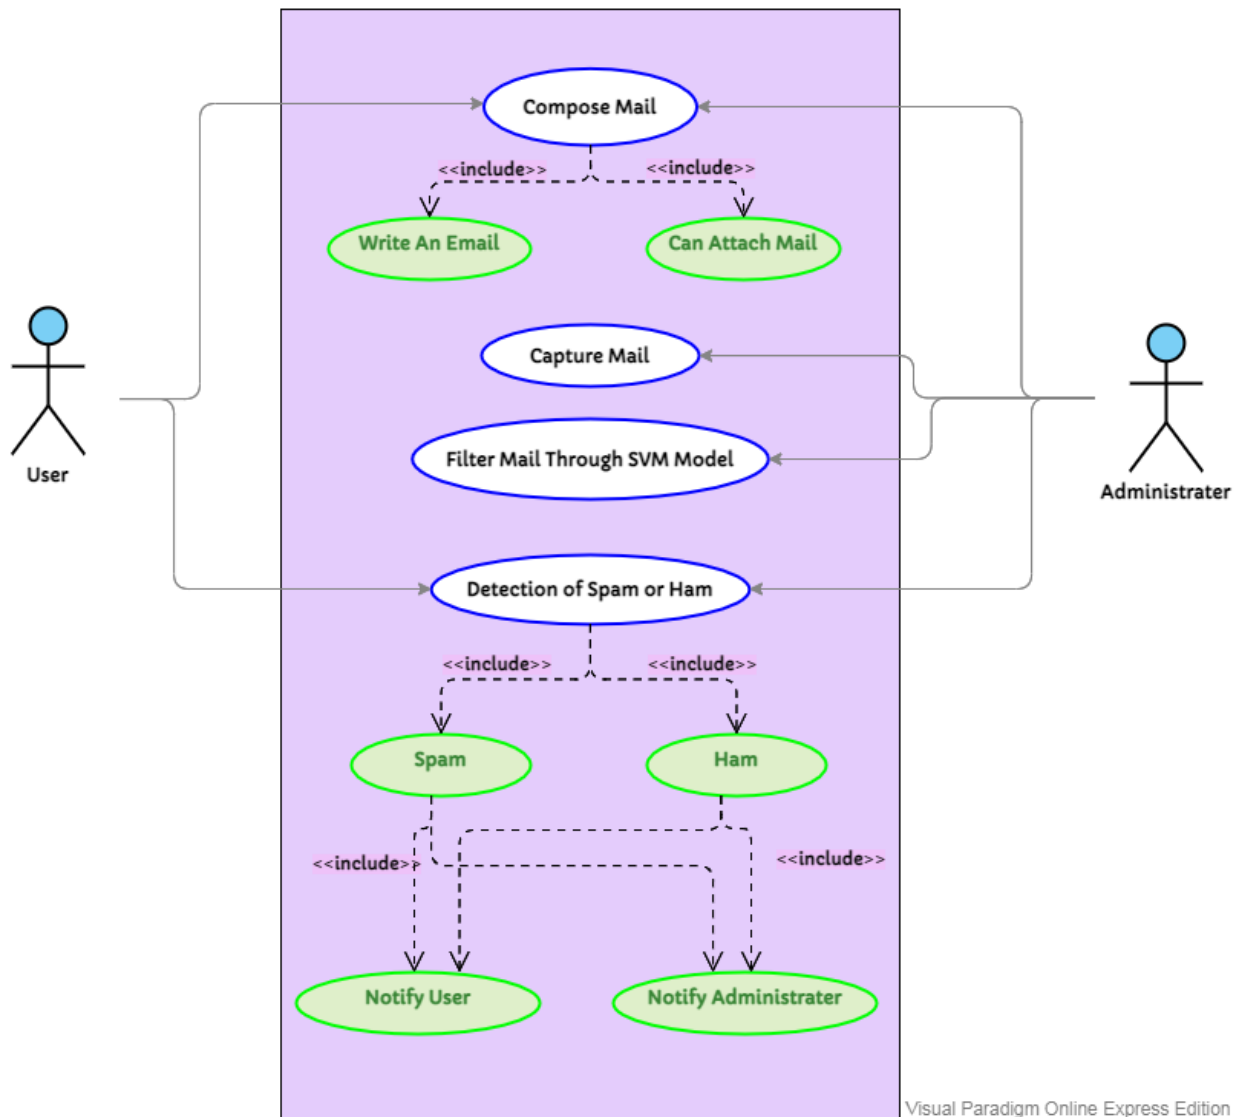 Compose Mail
<<include>>
<<include>>
Write An Email
Can Attach Mail
Capture Mail
Filter Mail Through SVM Model
User
Administrater
Detection of Spam or Ham
<<include>>
<<include>>
Spam
Ham
<<include>>
<<include>>
Notify User
Notify Administrater
Visual Paradigm Online Express Edition